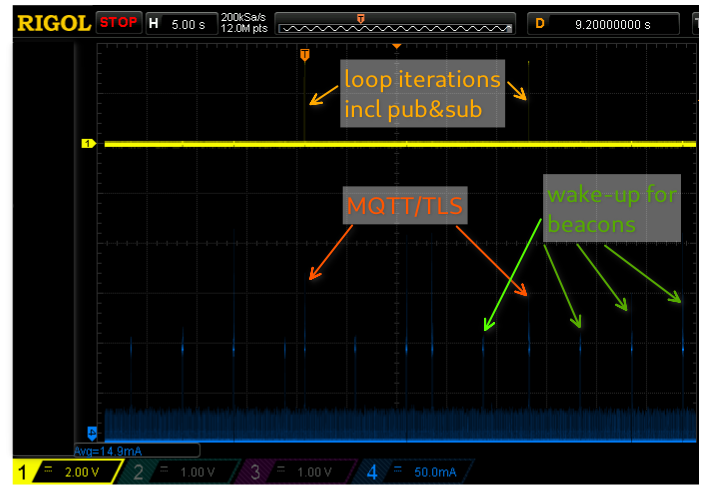 RIGOL STOP H 5.00 s 200kSa/s D 9.20000000 s
12.0M pts
T
loop iterations
incl pub&sub
1
wake-up for
MQTT/TLS
beacons
Avg=14.9mA
1 2.00 V 2 1.00 V 3 1.00 V 4 50.0mA